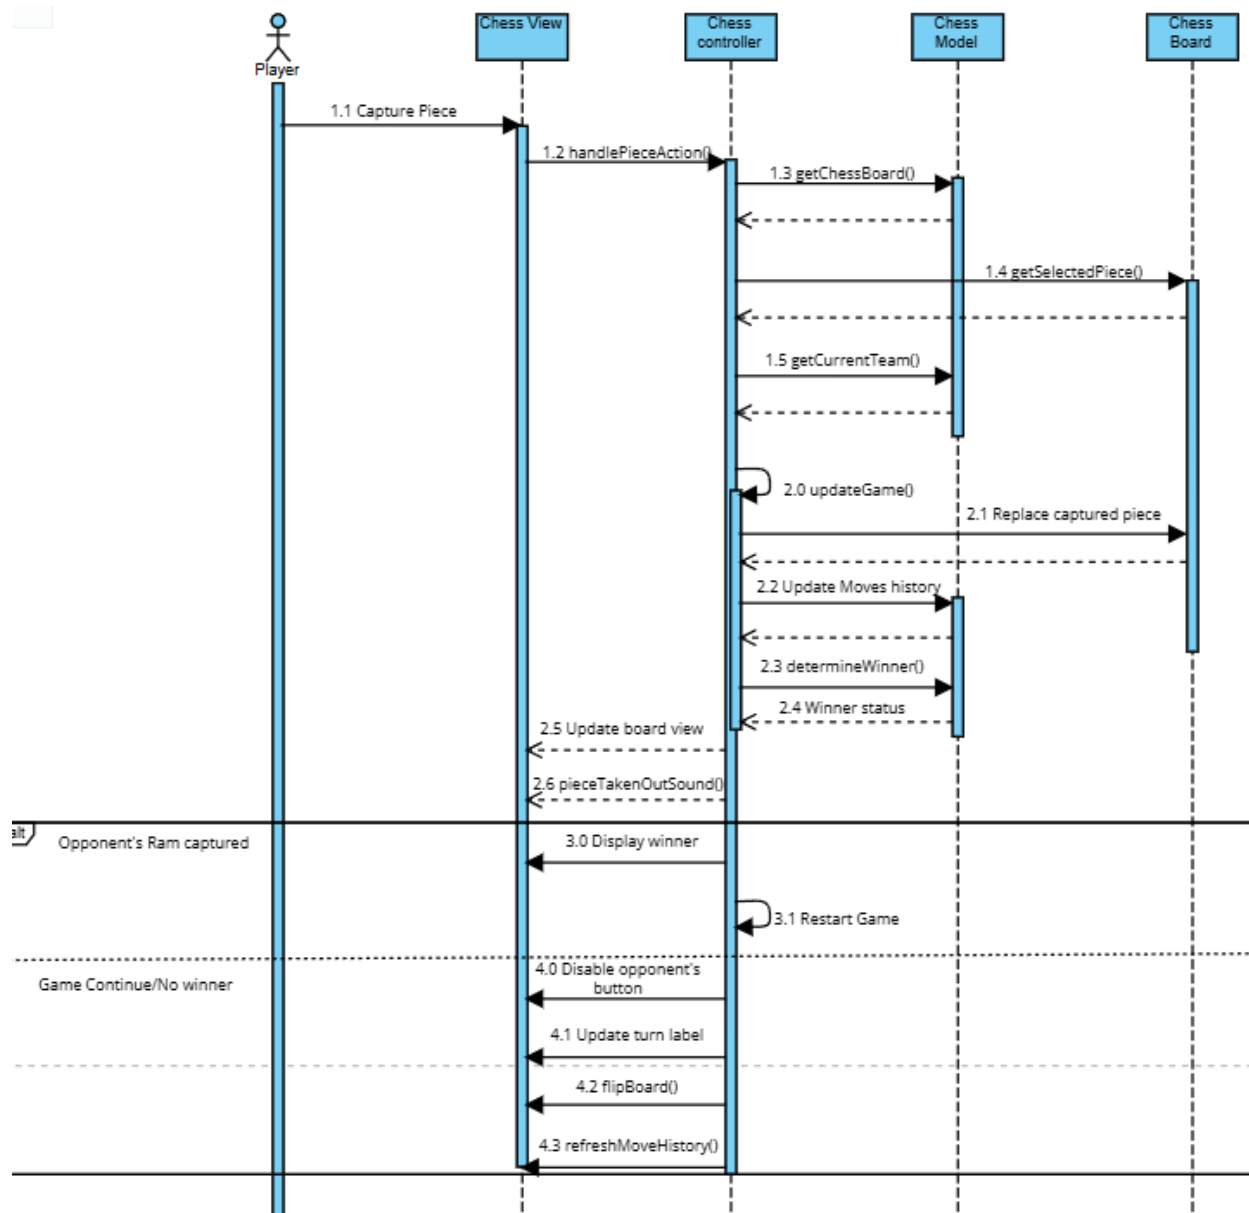 Chess View
Chess
controller
Chess
Model
Chess
Board
Player
1.1 Capture Piece
1.2 handlePieceAction()
1.3 getChessBoard()
1.4 getSelectedPiece()
1.5 getCurrentTeam()
2.0 updateGame()
2.1 Replace captured piece
2.2 Update Moves history
2.3 determineWinner()
2.4 Winner status
2.5 Update board view
2.6 pieceTakenOutSound()
alt
Opponent's Ram captured
3.0 Display winner
3.1 Restart Game
Game Continue/No winner
4.0 Disable opponent's
button
4.1 Update turn label
4.2 flipBoard()
4.3 refreshMoveHistory()